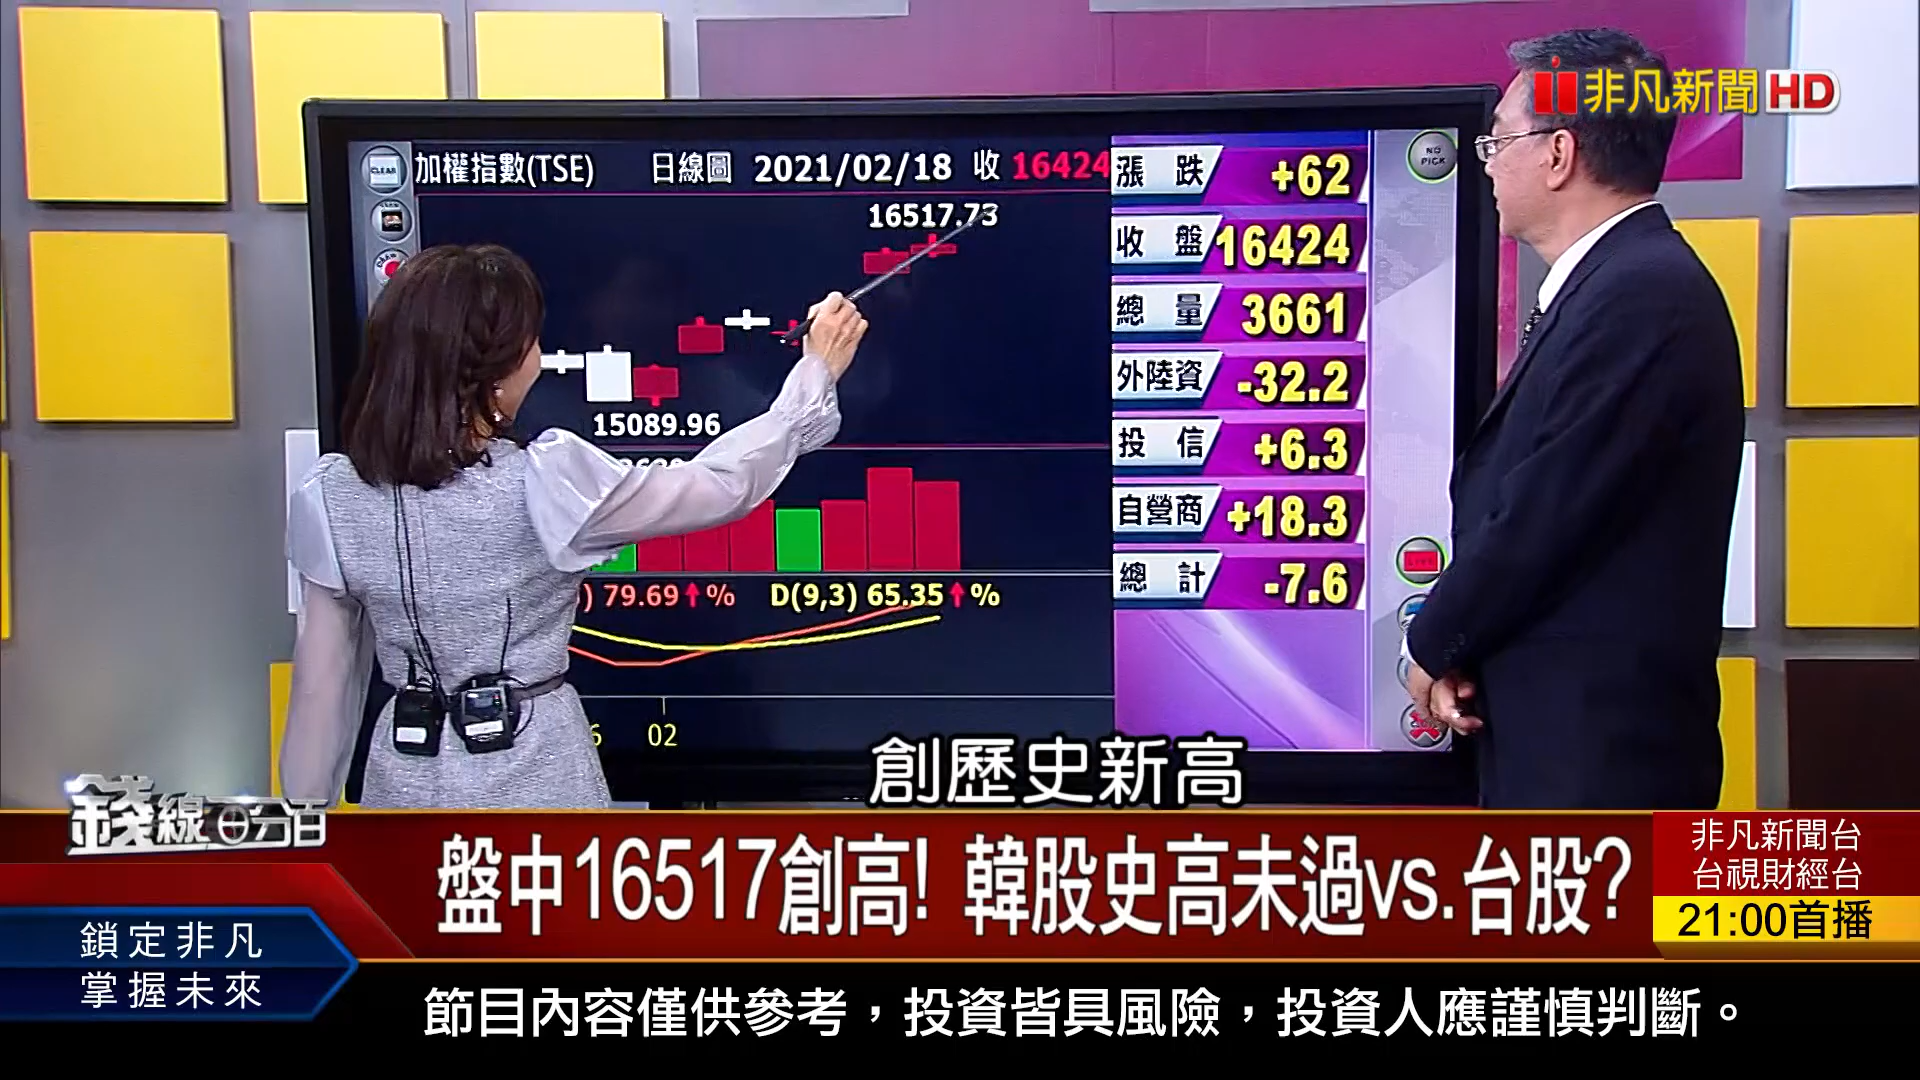 非凡新聞HD
CLEAR
加權指數(TSE) 日線圖 2021/02/18 收 16424
16517.73
15089.96
79.69↑% D(9,3) 65.35↑%
02
漲跌 +62
收盤 16424
總量 3661
外陸資 -32.2
投信 +6.3
自營商 +18.3
總計 -7.6
NO PICK
創歷史新高
錢線百分百
盤中16517創高! 韓股史高未過vs.台股?
非凡新聞台
台視財經台
21:00首播
鎖定非凡
掌握未來
節目內容僅供參考，投資皆具風險，投資人應謹慎判斷。